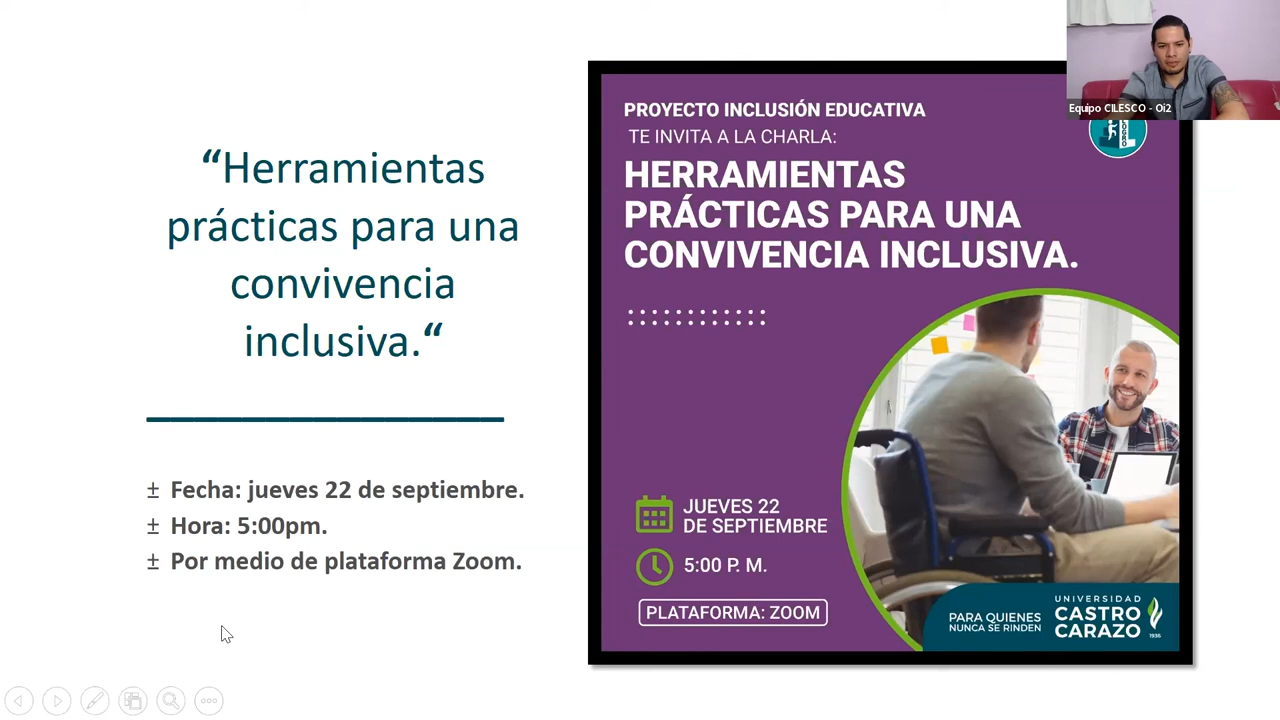 “Herramientas
prácticas para una
convivencia
inclusiva.“
± Fecha: jueves 22 de septiembre.
± Hora: 5:00pm.
± Por medio de plataforma Zoom.
PROYECTO INCLUSIÓN EDUCATIVA
TE INVITA A LA CHARLA:
HERRAMIENTAS
PRÁCTICAS PARA UNA
CONVIVENCIA INCLUSIVA.
JUEVES 22
DE SEPTIEMBRE
5:00 P. M.
PLATAFORMA: ZOOM
PARA QUIENES
NUNCA SE RINDEN
UNIVERSIDAD
CASTRO
CARAZO
1936
Equipo CILESCO - Oi2